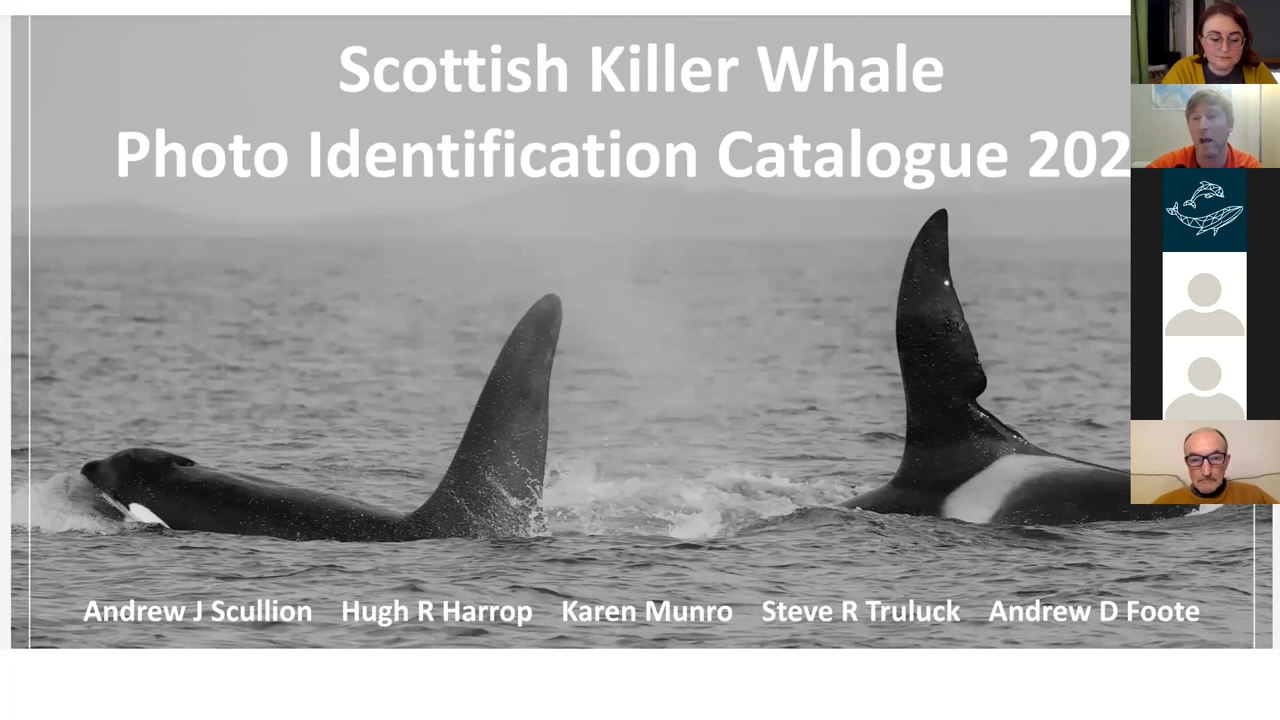 Scottish Killer Whale
Photo Identification Catalogue 202
Andrew J Scullion Hugh R Harrop Karen Munro Steve R Truluck Andrew D Foote